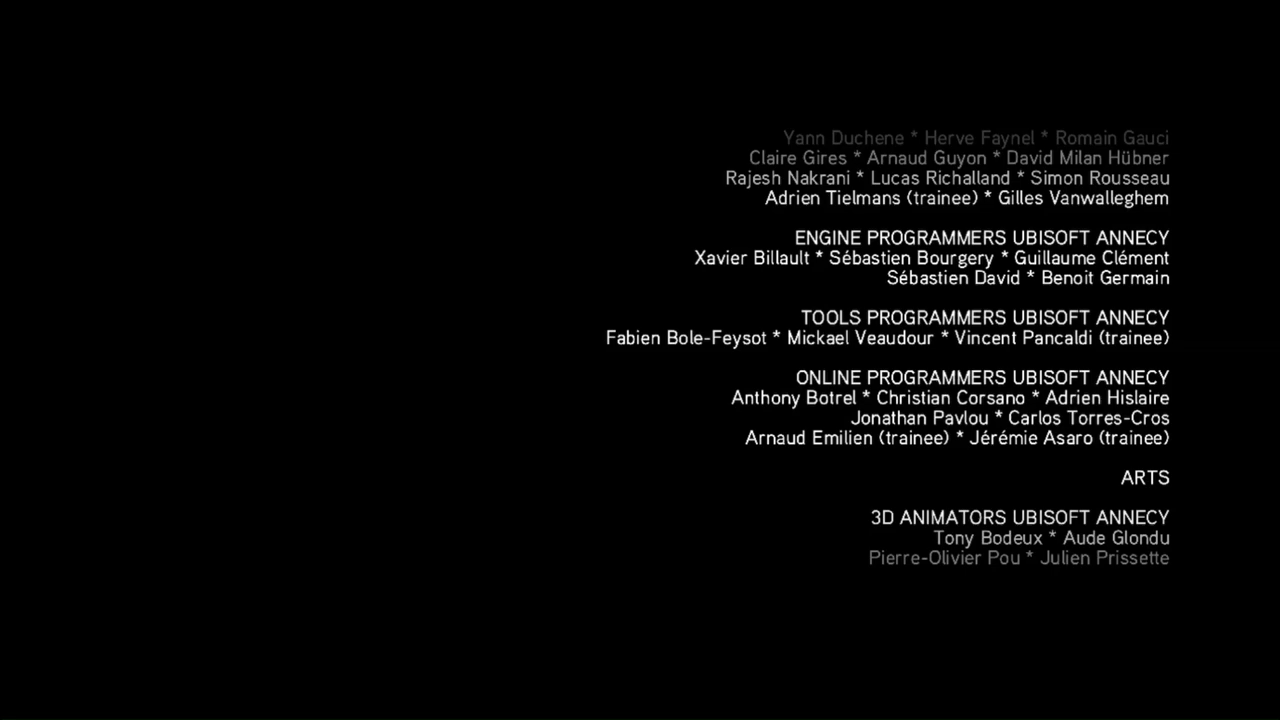 Yann Duchene * Herve Faynel * Romain Gauci
Claire Gires * Arnaud Guyon * David Milan Hübner
Rajesh Nakrani * Lucas Richalland * Simon Rousseau
Adrien Tielmans (trainee) * Gilles Vanwalleghem
ENGINE PROGRAMMERS UBISOFT ANNECY
Xavier Billault * Sébastien Bourgery * Guillaume Clément
Sébastien David * Benoit Germain
TOOLS PROGRAMMERS UBISOFT ANNECY
Fabien Bole-Feysot * Mickael Veaudour * Vincent Pancaldi (trainee)
ONLINE PROGRAMMERS UBISOFT ANNECY
Anthony Botrel * Christian Corsano * Adrien Hislaire
Jonathan Pavlou * Carlos Torres-Cros
Arnaud Emilien (trainee) * Jérémie Asaro (trainee)
ARTS
3D ANIMATORS UBISOFT ANNECY
Tony Bodeux * Aude Glondu
Pierre-Olivier Pou * Julien Prissette